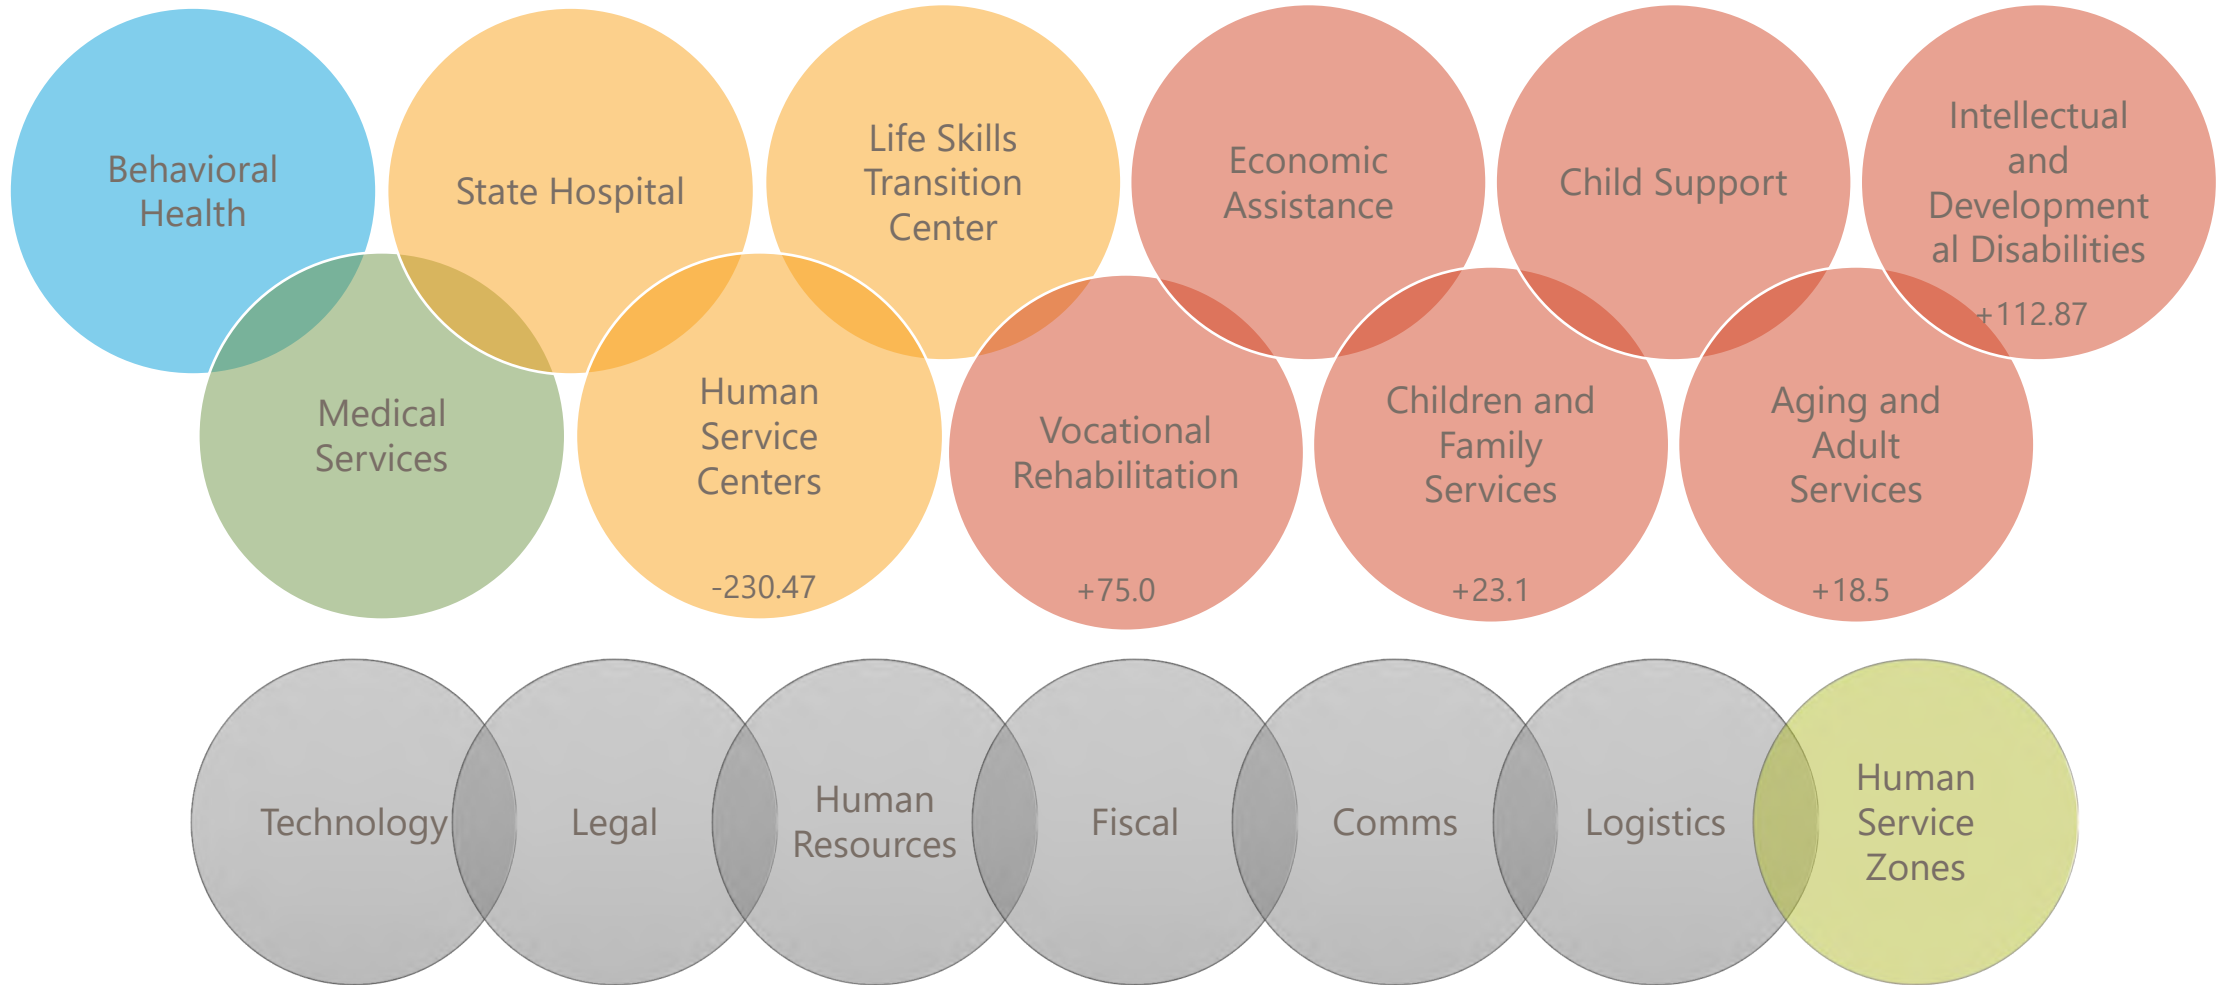 Behavioral
Health
State Hospital
Life Skills
Transition
Center
Economic
Assistance
Child Support
Intellectual
and
Development
al Disabilities
+112.87
Medical
Services
Human
Service
Centers
-230.47
Vocational
Rehabilitation
+75.0
Children and
Family
Services
+23.1
Aging and
Adult
Services
+18.5
Technology
Legal
Human
Resources
Fiscal
Comms
Logistics
Human
Service
Zones